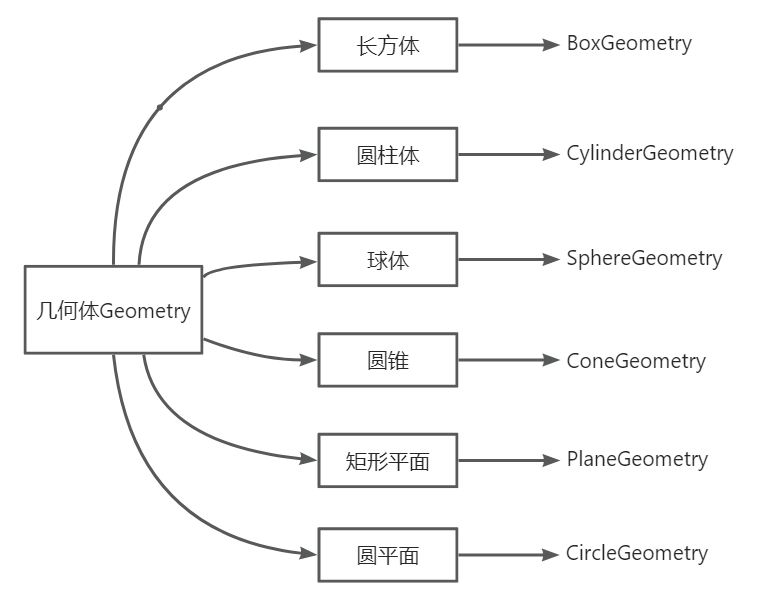 长方体
BoxGeometry
圆柱体
CylinderGeometry
球体
SphereGeometry
几何体Geometry
圆锥
ConeGeometry
矩形平面
PlaneGeometry
圆平面
CircleGeometry